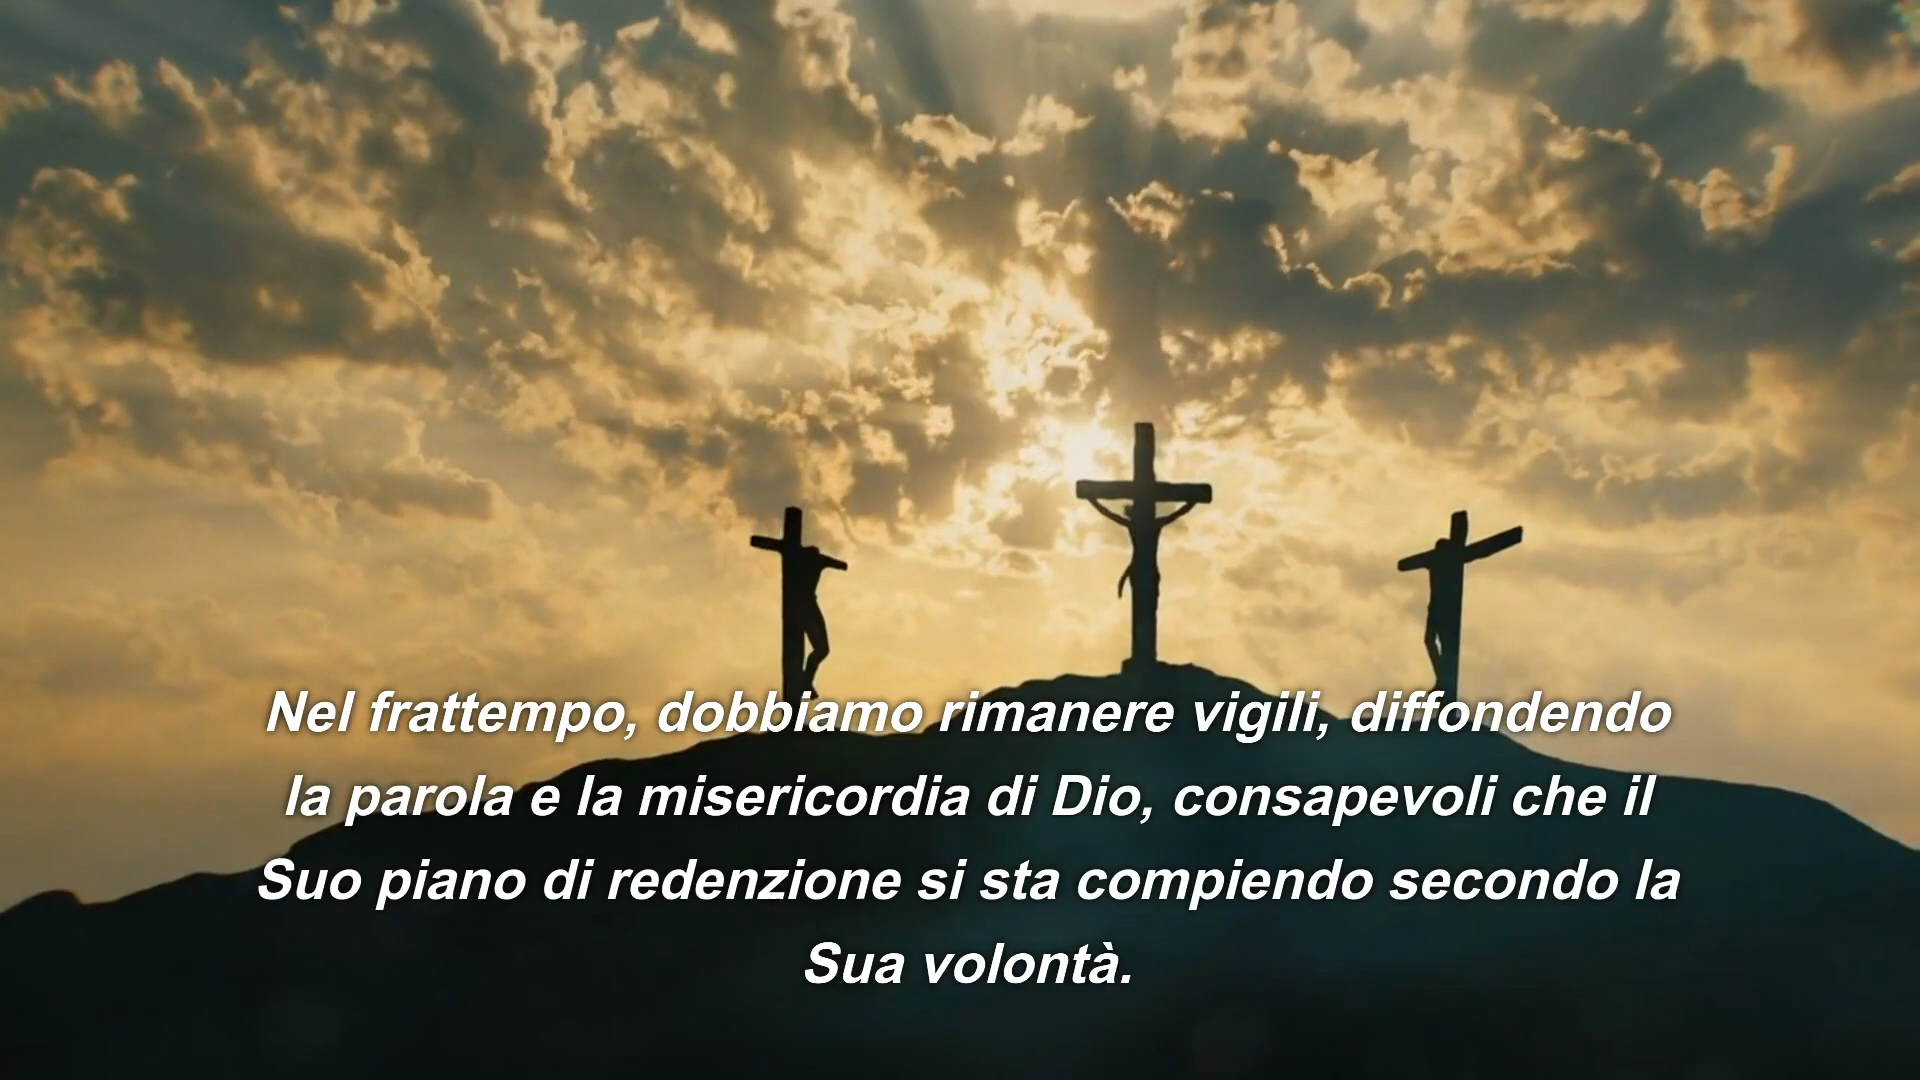 Nel frattempo, dobbiamo rimanere vigili, diffondendo
la parola e la misericordia di Dio, consapevoli che il
Suo piano di redenzione si sta compiendo secondo la
Sua volontà.